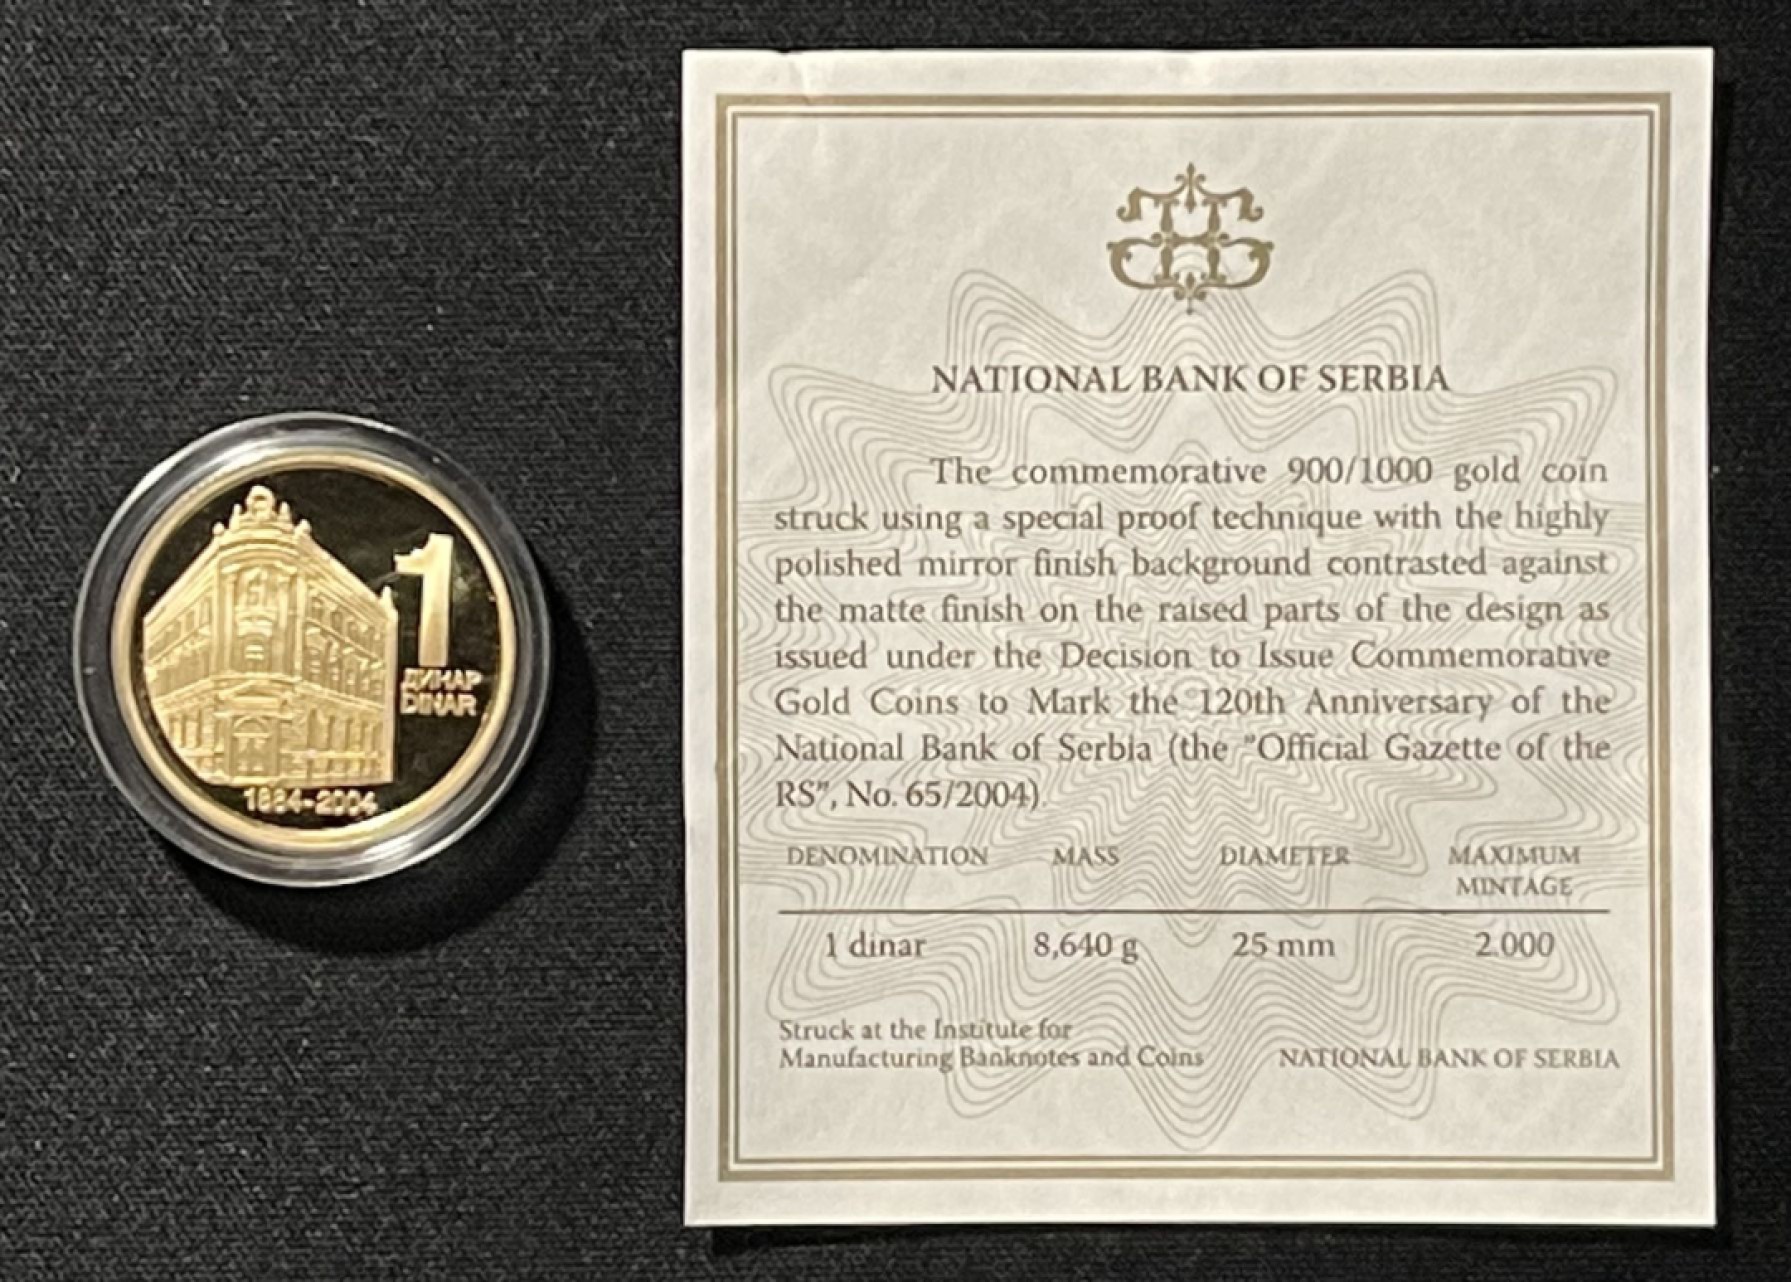 1
ДИНАР
DINAR
1884-2004
NATIONAL BANK OF SERBIA
The commemorative 900/1000 gold coin
struck using a special proof technique with the highly
polished mirror finish background contrasted against
the matte finish on the raised parts of the design as
issued under the Decision to Issue Commemorative
Gold Coins to Mark the 120th Anniversary of the
National Bank of Serbia (the "Official Gazette of the
RS", No. 65/2004)
DENOMINATION MASS DIAMETER MAXIMUM
MINTAGE
1 dinar 8,640 g 25 mm 2.000
Struck at the Institute for
Manufacturing Banknotes and Coins NATIONAL BANK OF SERBIA